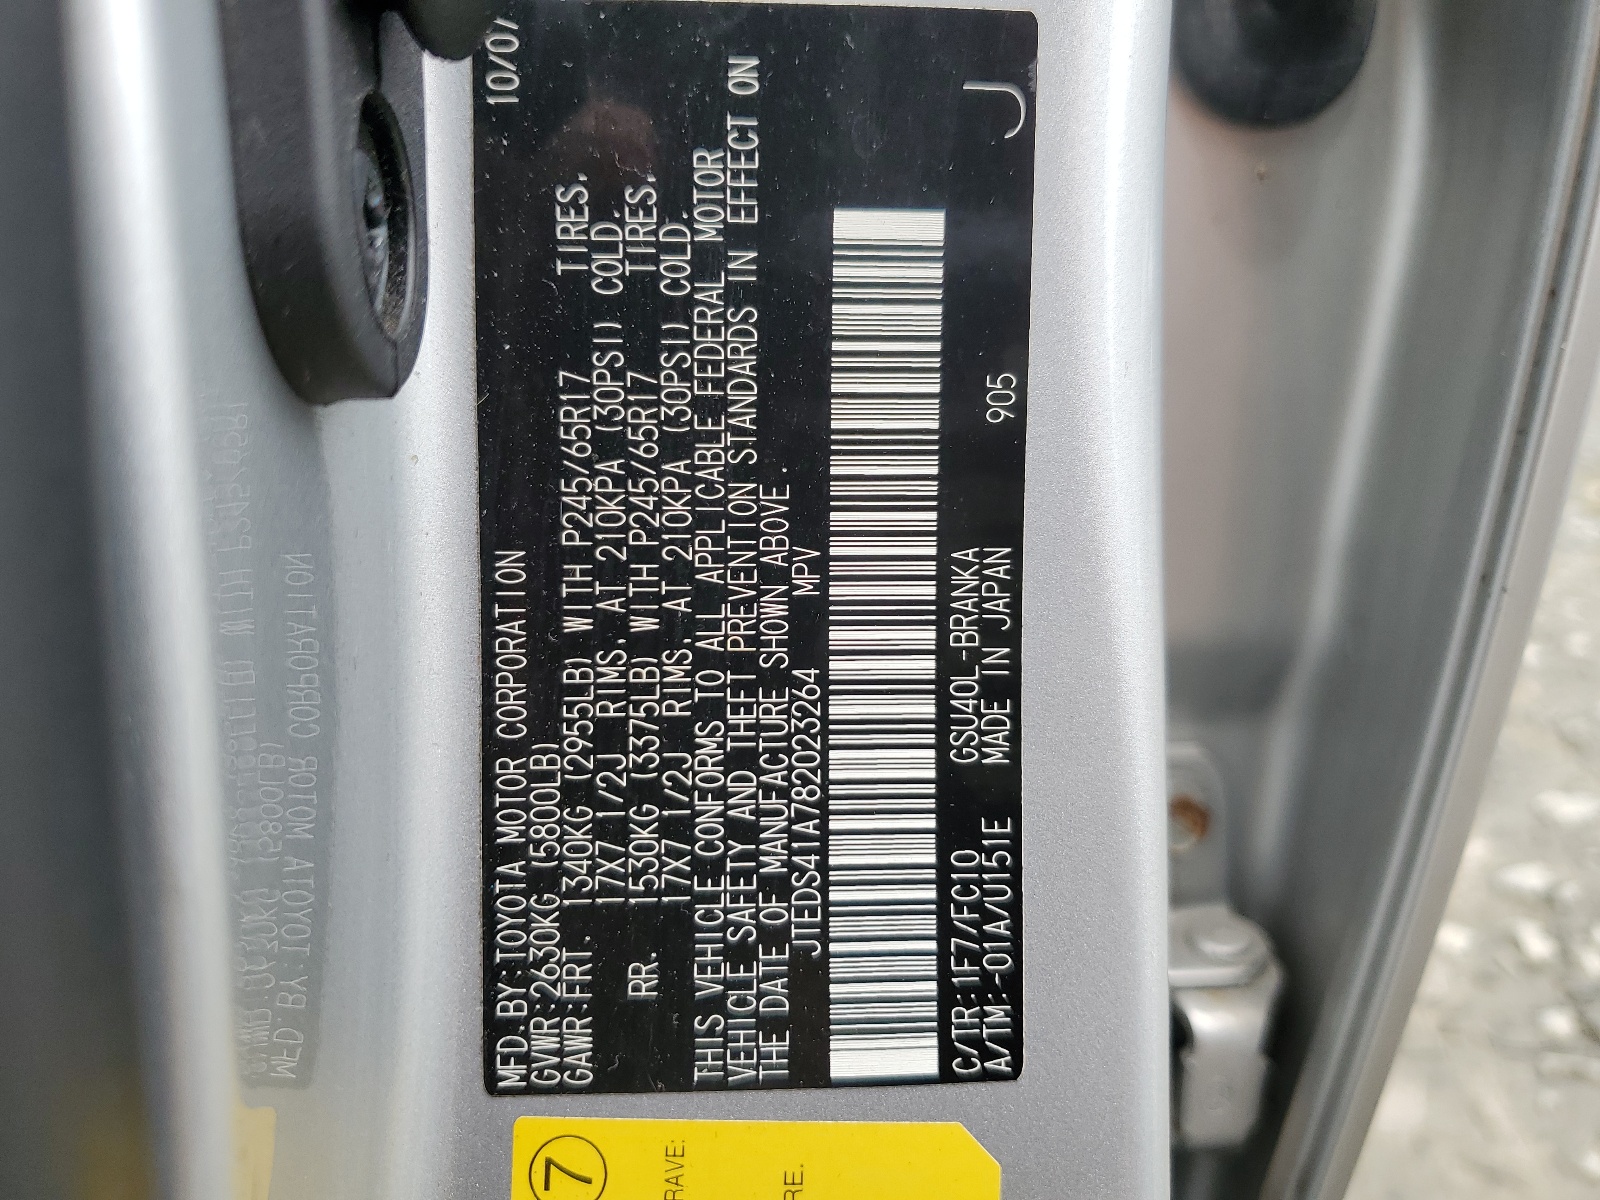 MFD.BY:TOYOTA MOTOR CORPORATION 10/07
GVWR:2630KG (5800LB)
GAWR:FRT. 1340KG (2955LB) WITH P245/65R17 TIRES,
17X7 1/2J RIMS, AT 210KPA (30PSI) COLD.
RR. 1530KG (3375LB) WITH P245/65R17 TIRES,
17X7 1/2J RIMS, AT 210KPA (30PSI) COLD.
THIS VEHICLE CONFORMS TO ALL APPLICABLE FEDERAL MOTOR
VEHICLE SAFETY AND THEFT PREVENTION STANDARDS IN EFFECT ON
THE DATE OF MANUFACTURE SHOWN ABOVE.
JTEDS41A782023264 MPV
C/TR:1F7/FC10 GSU40L-BRANKA 905 J
A/TM:-01A/U151E MADE IN JAPAN
7
RAVE:
RE.